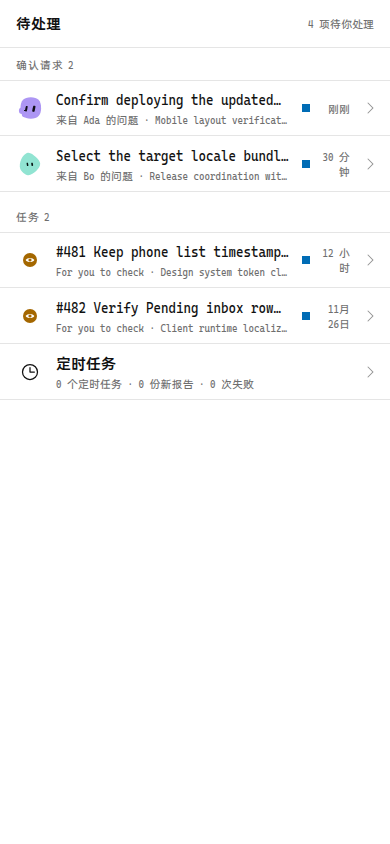 待处理
4 项待你处理
确认请求 2
Confirm deploying the updated…
来自 Ada 的问题 · Mobile layout verificat…
刚刚
Select the target locale bundl…
来自 Bo 的问题 · Release coordination wit…
30 分
钟
任务 2
#481 Keep phone list timestamp…
For you to check · Design system token cl…
12 小
时
#482 Verify Pending inbox row…
For you to check · Client runtime localiz…
11月
26日
定时任务
0 个定时任务 · 0 份新报告 · 0 次失败